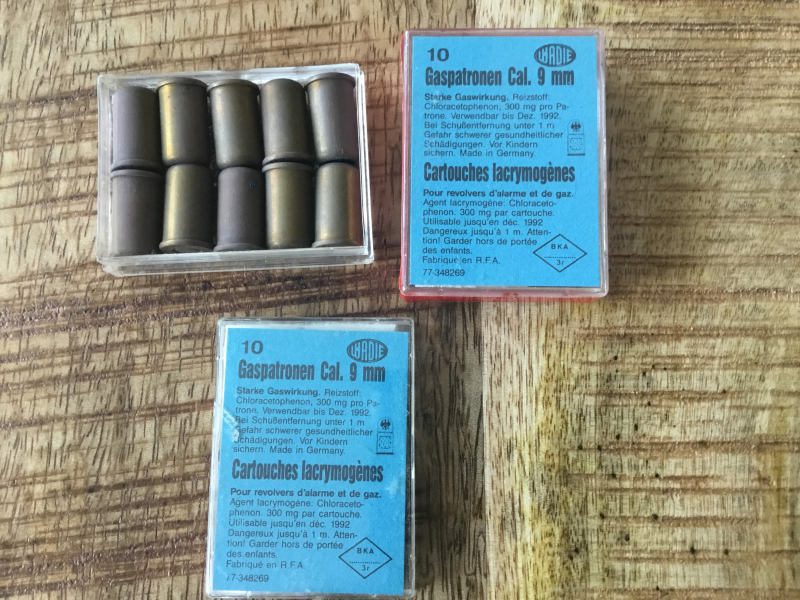 10
WADIE
Gaspatronen Cal. 9 mm
Starke Gaswirkung. Reizstoff:
Chloracetophenon, 300 mg pro Pa-
trone. Verwendbar bis Dez. 1992.
Bei Schußentfernung unter 1 m
Gefahr schwerer gesundheitlicher
Schädigungen. Vor Kindern
sichern. Made in Germany.
Cartouches lacrymogènes
Pour revolvers d'alarme et de gaz.
Agent lacrymogène: Chloraceto-
phenon. 300 mg par cartouche.
Utilisable jusqu'en déc. 1992
Dangereux jusqu'à 1 m. Atten-
tion! Garder hors de portée
des enfants.
Fabriqué en R.F.A.
BKA
3r
77-348269
10
WADIE
Gaspatronen Cal. 9 mm
Starke Gaswirkung. Reizstoff:
Chloracetophenon, 300 mg pro Pa-
trone. Verwendbar bis Dez. 1992.
Bei Schußentfernung unter 1 m
Gefahr schwerer gesundheitlicher
Schädigungen. Vor Kindern
sichern. Made in Germany.
Cartouches lacrymogènes
Pour revolvers d'alarme et de gaz.
Agent lacrymogène: Chloraceto-
phenon. 300 mg par cartouche.
Utilisable jusqu'en déc. 1992
Dangereux jusqu'à 1 m. Atten-
tion! Garder hors de portée
des enfants.
Fabriqué en R.F.A.
BKA
3r
77-348269